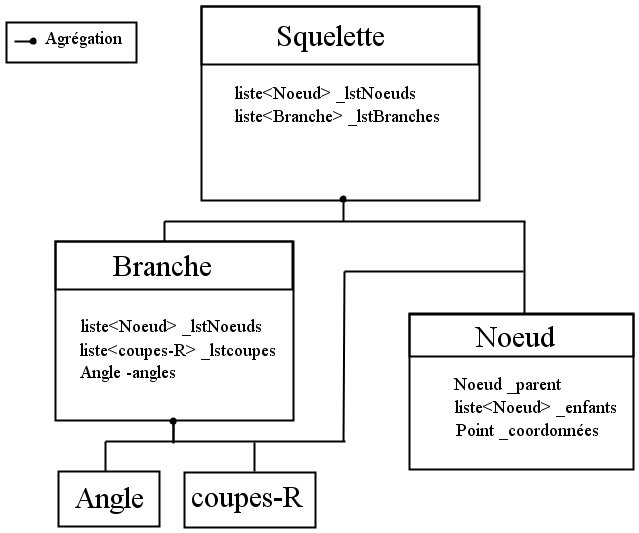 Agrégation
Squelette
liste<Noeud> _lstNoeuds
liste<Branche> _lstBranches
Branche
liste<Noeud> _lstNoeuds
liste<coupes-R> _lstcoupes
Angle -angles
Noeud
Noeud _parent
liste<Noeud> _enfants
Point _coordonnées
Angle
coupes-R